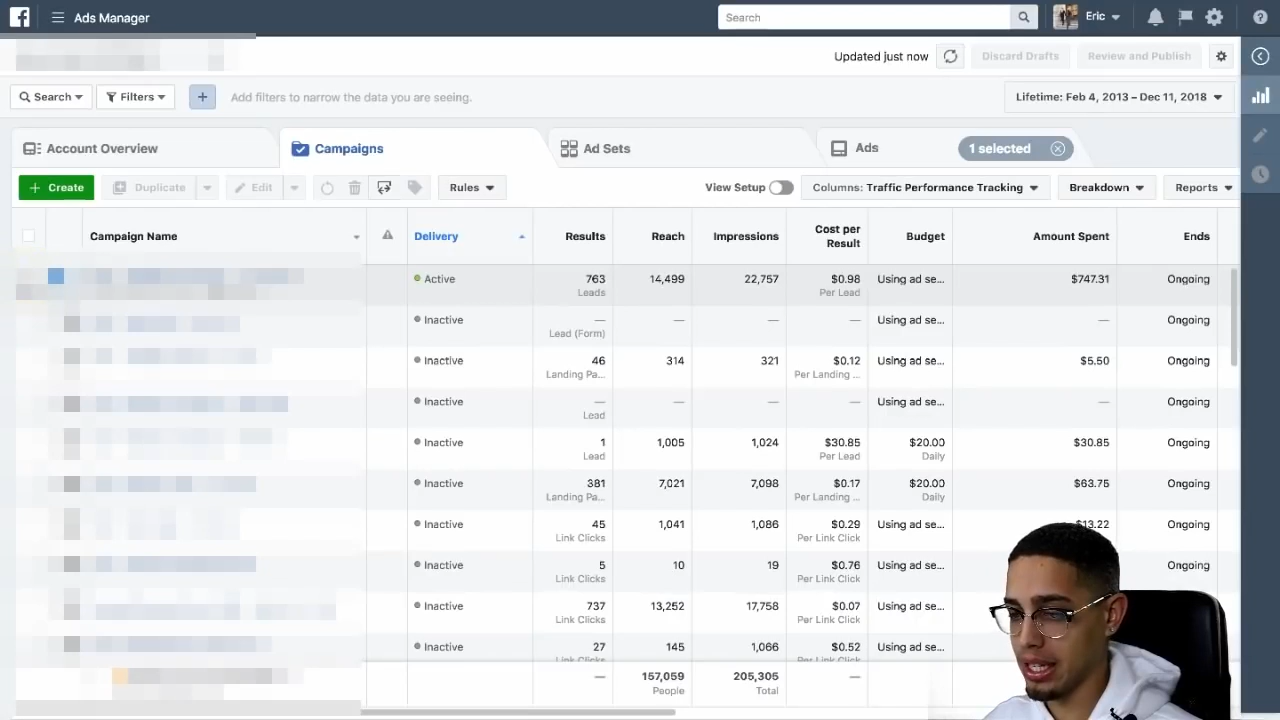 Ads Manager
Search
Eric
Updated just now
Discard Drafts
Review and Publish
Search
Filters
Add filters to narrow the data you are seeing.
Lifetime: Feb 4, 2013 – Dec 11, 2018
Account Overview
Campaigns
Ad Sets
Ads
1 selected
+ Create
Duplicate
Edit
Rules
View Setup
Columns: Traffic Performance Tracking
Breakdown
Reports
Campaign Name
Delivery
Results
Reach
Impressions
Cost per
Result
Budget
Amount Spent
Ends
Active 763 14,499 22,757 $0.98 Using ad se... $747.31 Ongoing
Leads Per Lead
Inactive — — — — Using ad se... — Ongoing
Lead (Form)
Inactive 46 314 321 $0.12 Using ad se... $5.50 Ongoing
Landing Pa... Per Landing ...
Inactive — — — — Using ad se... — Ongoing
Lead
Inactive 1 1,005 1,024 $30.85 $20.00 $30.85 Ongoing
Lead Per Lead Daily
Inactive 381 7,021 7,098 $0.17 $20.00 $63.75 Ongoing
Landing Pa... Per Landing ... Daily
Inactive 45 1,041 1,086 $0.29 Using ad se... $13.22 Ongoing
Link Clicks Per Link Click
Inactive 5 10 19 $0.76 Using ad se... Ongoing
Link Clicks Per Link Click
Inactive 737 13,252 17,758 $0.07 Using ad se... Ongoing
Link Clicks Per Link Click
Inactive 27 145 1,066 $0.52 Using ad se...
Link Clicks Per Link Click
— 157,059 205,305 —
People Total